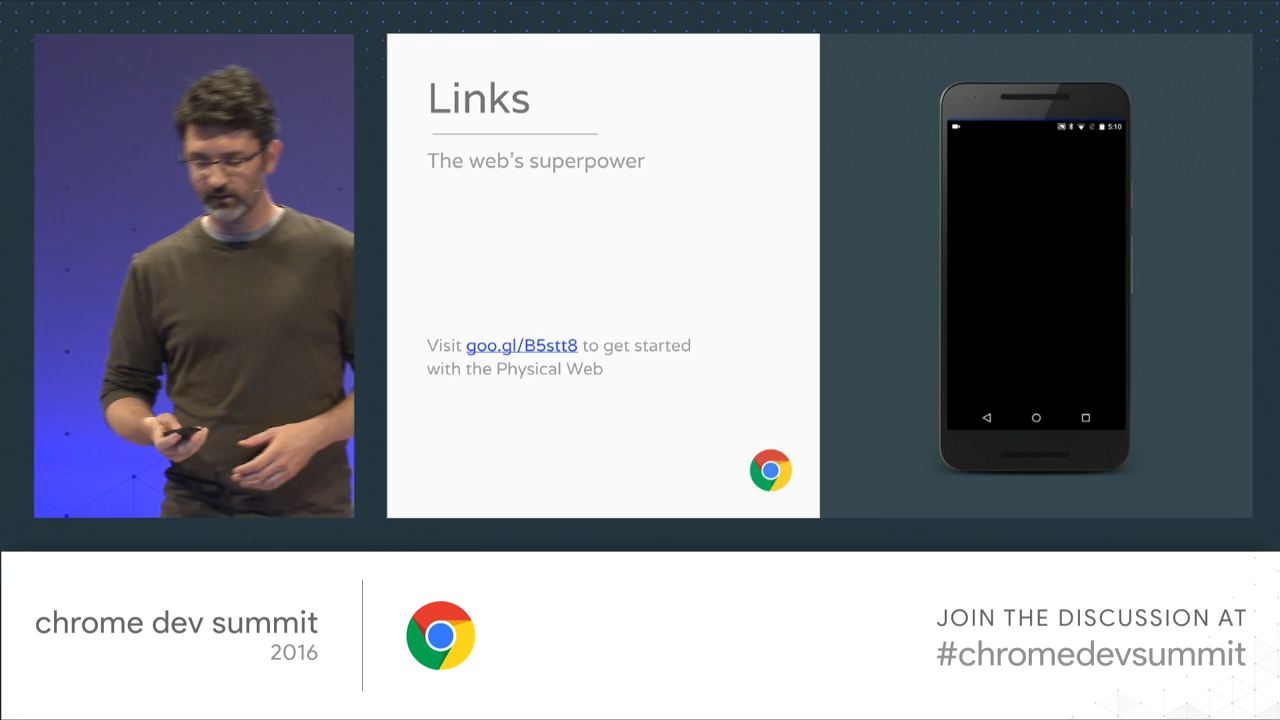 Links
The web's superpower
Visit goo.gl/B5stt8 to get started
with the Physical Web
5:10
chrome dev summit
2016
JOIN THE DISCUSSION AT
#chromedevsummit